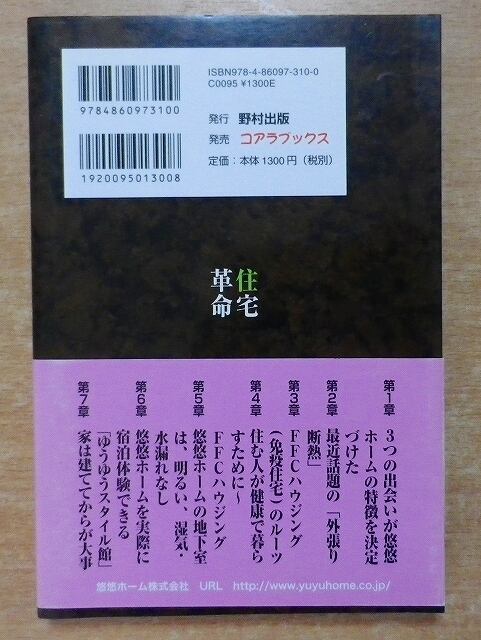 ISBN978-4-86097-310-0
C0095 ¥1300E
9784860973100
発行 野村出版
発売 コアラブックス
定価：本体1300円（税別）
1920095013008
住宅
革命
第1章 3つの出会いが悠悠
ホームの特徴を決定
づけた
第2章 最近話題の「外張り
断熱」
第3章 FFCハウジング
（免疫住宅）のルーツ
第4章 住む人が健康で暮ら
すために～
FFCハウジング
第5章 悠悠ホームの地下室
は、明るい、湿気・
水漏れなし
第6章 悠悠ホームを実際に
宿泊体験できる
「ゆうゆうスタイル館」
第7章 家は建ててからが大事
悠悠ホーム株式会社 URL http://www.yuyuhome.co.jp/